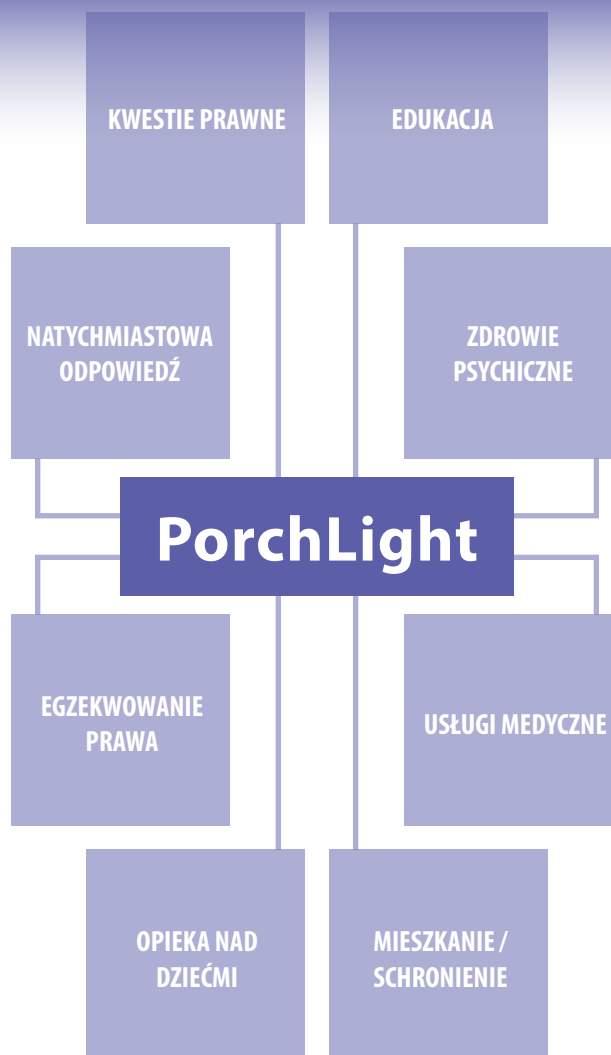 KWESTIE PRAWNE
EDUKACJA
NATYCHMIASTOWA
ODPOWIEDŹ
ZDROWIE
PSYCHICZNE
PorchLight
EGZEKWOWANIE
PRAWA
USŁUGI MEDYCZNE
OPIEKA NAD
DZIEĆMI
MIESZKANIE /
SCHRONIENIE